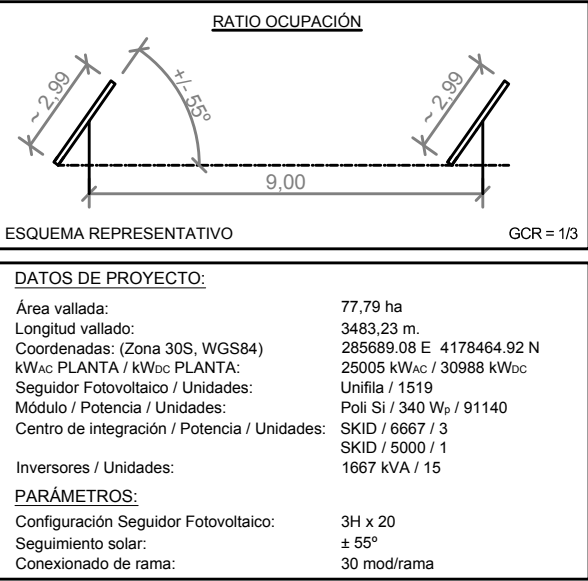 RATIO OCUPACIÓN
~ 2,99
+/- 55º
~ 2,99
9,00
ESQUEMA REPRESENTATIVO GCR = 1/3
DATOS DE PROYECTO:
Área vallada: 77,79 ha
Longitud vallado: 3483,23 m.
Coordenadas: (Zona 30S, WGS84) 285689.08 E 4178464.92 N
kWAC PLANTA / kWDC PLANTA: 25005 kWAC / 30988 kWDC
Seguidor Fotovoltaico / Unidades: Unifila / 1519
Módulo / Potencia / Unidades: Poli Si / 340 Wp / 91140
Centro de integración / Potencia / Unidades: SKID / 6667 / 3
SKID / 5000 / 1
Inversores / Unidades: 1667 kVA / 15
PARÁMETROS:
Configuración Seguidor Fotovoltaico: 3H x 20
Seguimiento solar: ± 55º
Conexionado de rama: 30 mod/rama